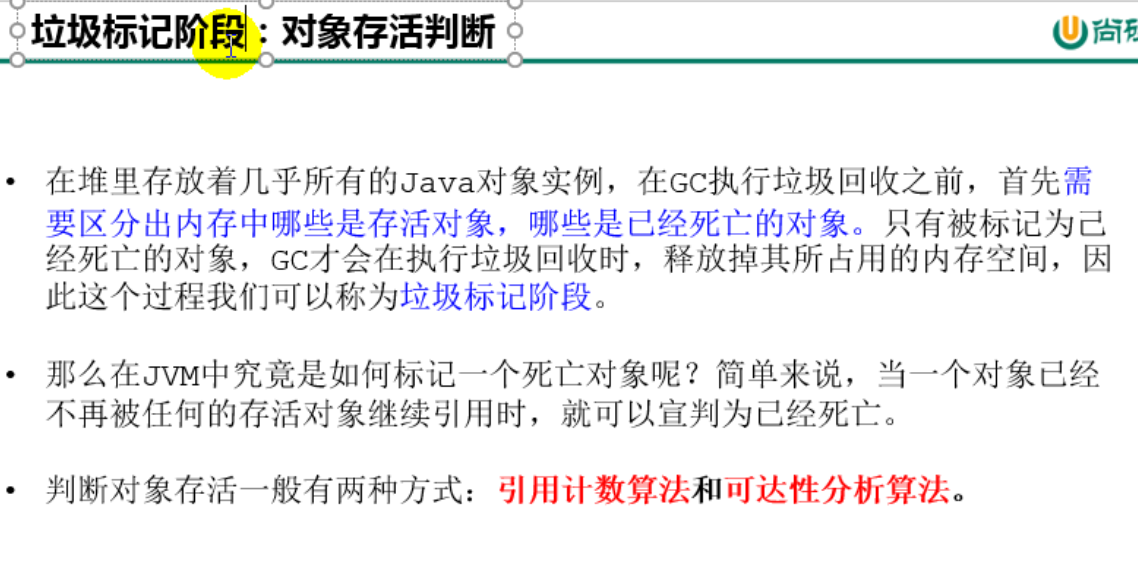 垃圾标记阶段：对象存活判断
尚硅
• 在堆里存放着几乎所有的Java对象实例，在GC执行垃圾回收之前，首先需
要区分出内存中哪些是存活对象，哪些是已经死亡的对象。只有被标记为己
经死亡的对象，GC才会在执行垃圾回收时，释放掉其所占用的内存空间，因
此这个过程我们可以称为垃圾标记阶段。
• 那么在JVM中究竟是如何标记一个死亡对象呢？简单来说，当一个对象已经
不再被任何的存活对象继续引用时，就可以宣判为已经死亡。
• 判断对象存活一般有两种方式：引用计数算法和可达性分析算法。